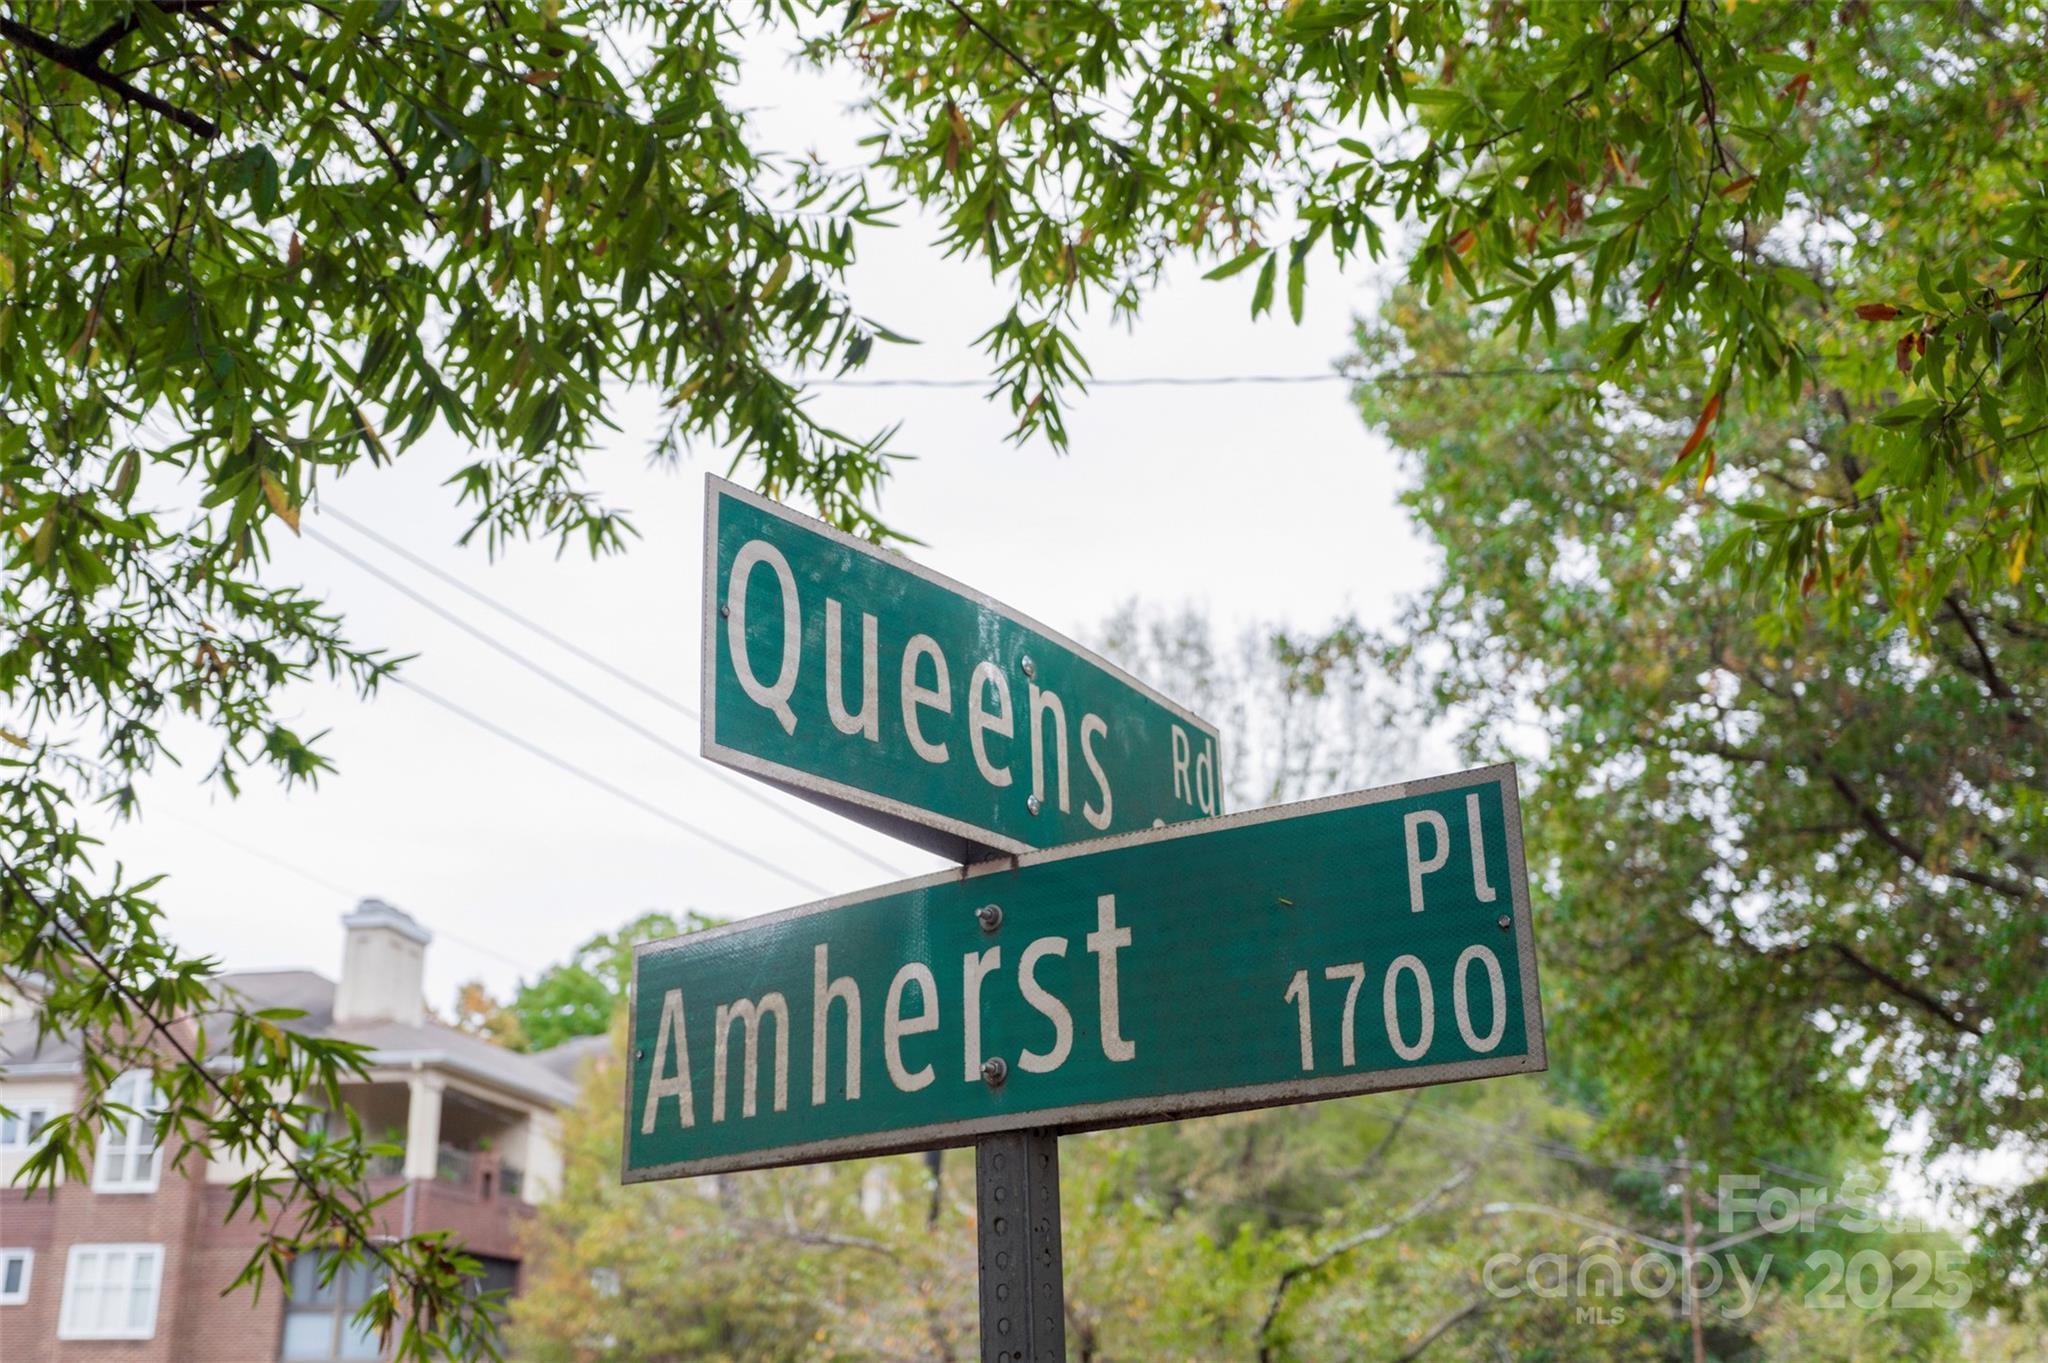 Queens Rd
Amherst Pl
1700
For Sale
canopy 2025
MLS